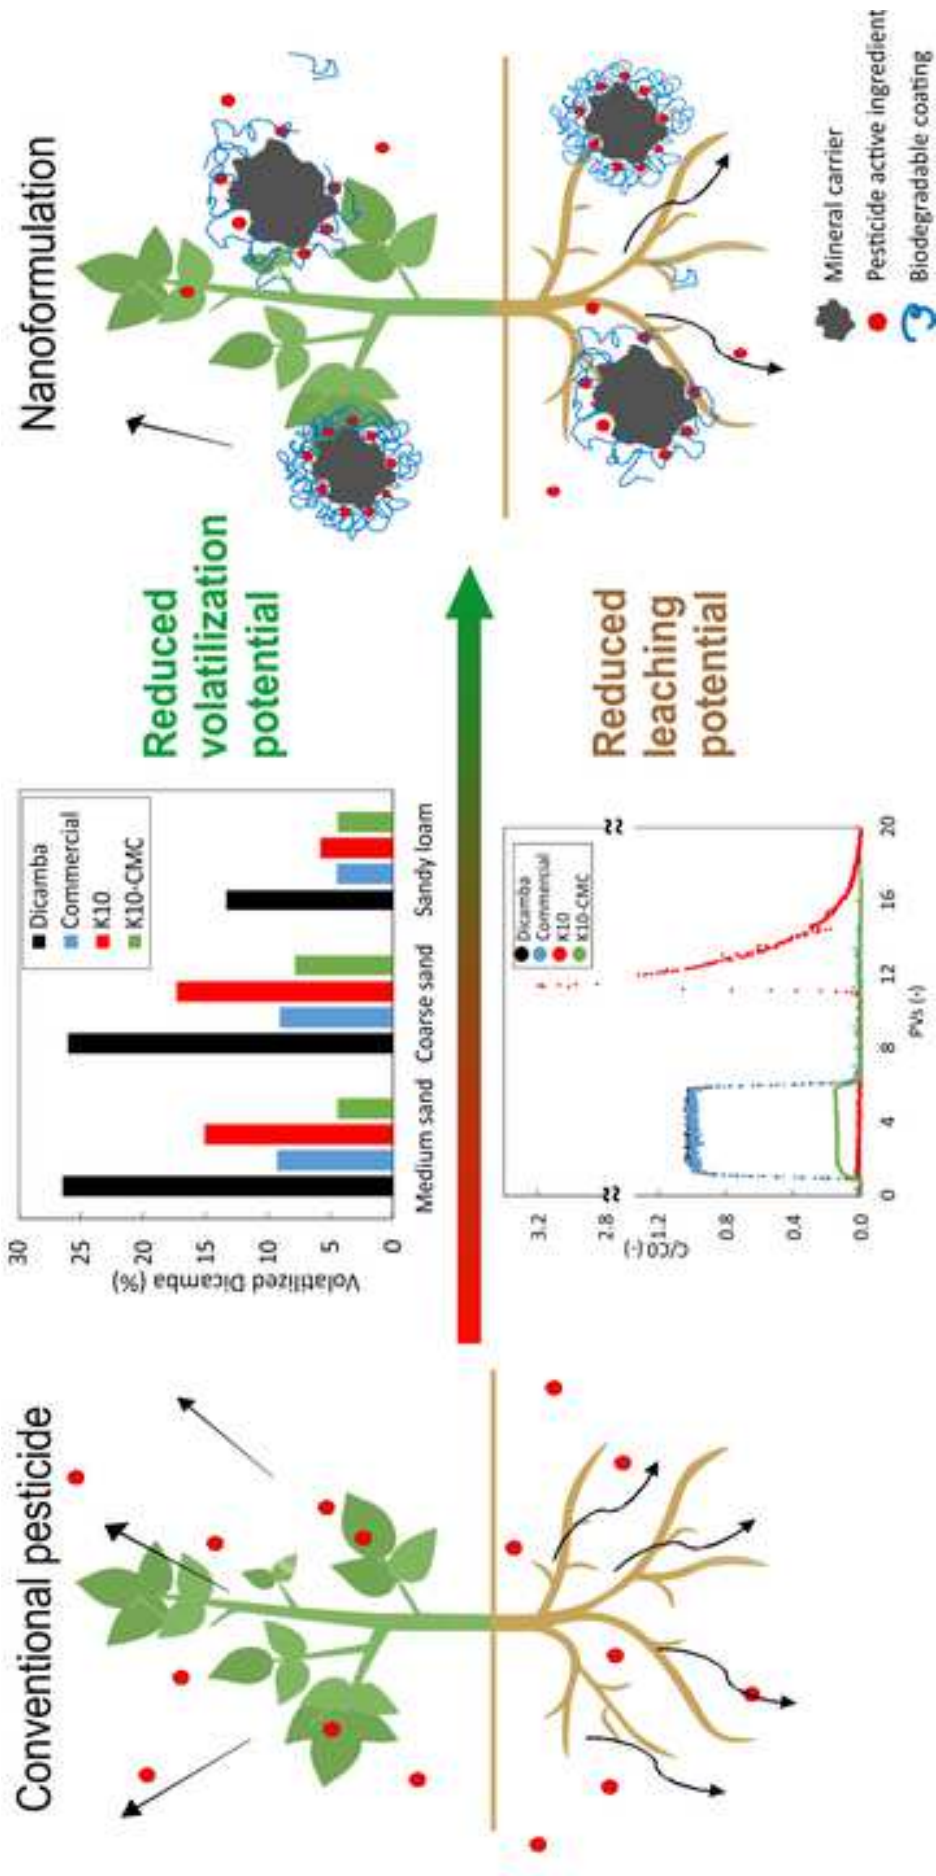 Conventional pesticide
Nanoformulation
30
25
20
15
10
5
0
Volatilized Dicamba (%)
Dicamba
Commercial
K10
K10-CMC
Medium sand
Coarse sand
Sandy loam
Reduced
volatilization
potential
3.2
2.8
1.2
0.8
0.4
0.0
C/C0 (-)
Dicamba
Commercial
K10
K10-CMC
0
4
8
12
16
20
PVs (-)
Reduced
leaching
potential
Mineral carrier
Pesticide active ingredient
Biodegradable coating